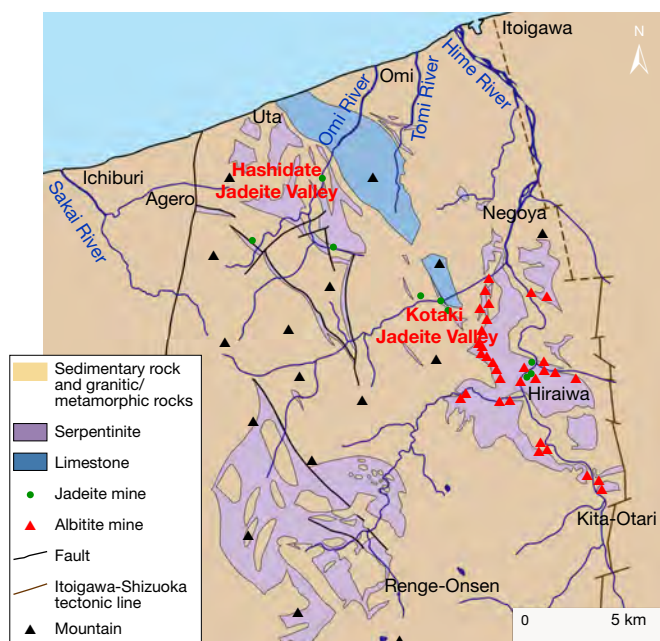 Itoigawa
N
Omi
Hime River
Uta
Omi River
Tomi River
Hashidate
Jadeite Valley
Ichiburi
Agero
Sakai River
Negoya
Kotaki
Jadeite Valley
Hiraiwa
Kita-Otari
Renge-Onsen
Sedimentary rock
and granitic/
metamorphic rocks
Serpentinite
Limestone
Jadeite mine
Albitite mine
Fault
Itoigawa-Shizuoka
tectonic line
Mountain
0 5 km